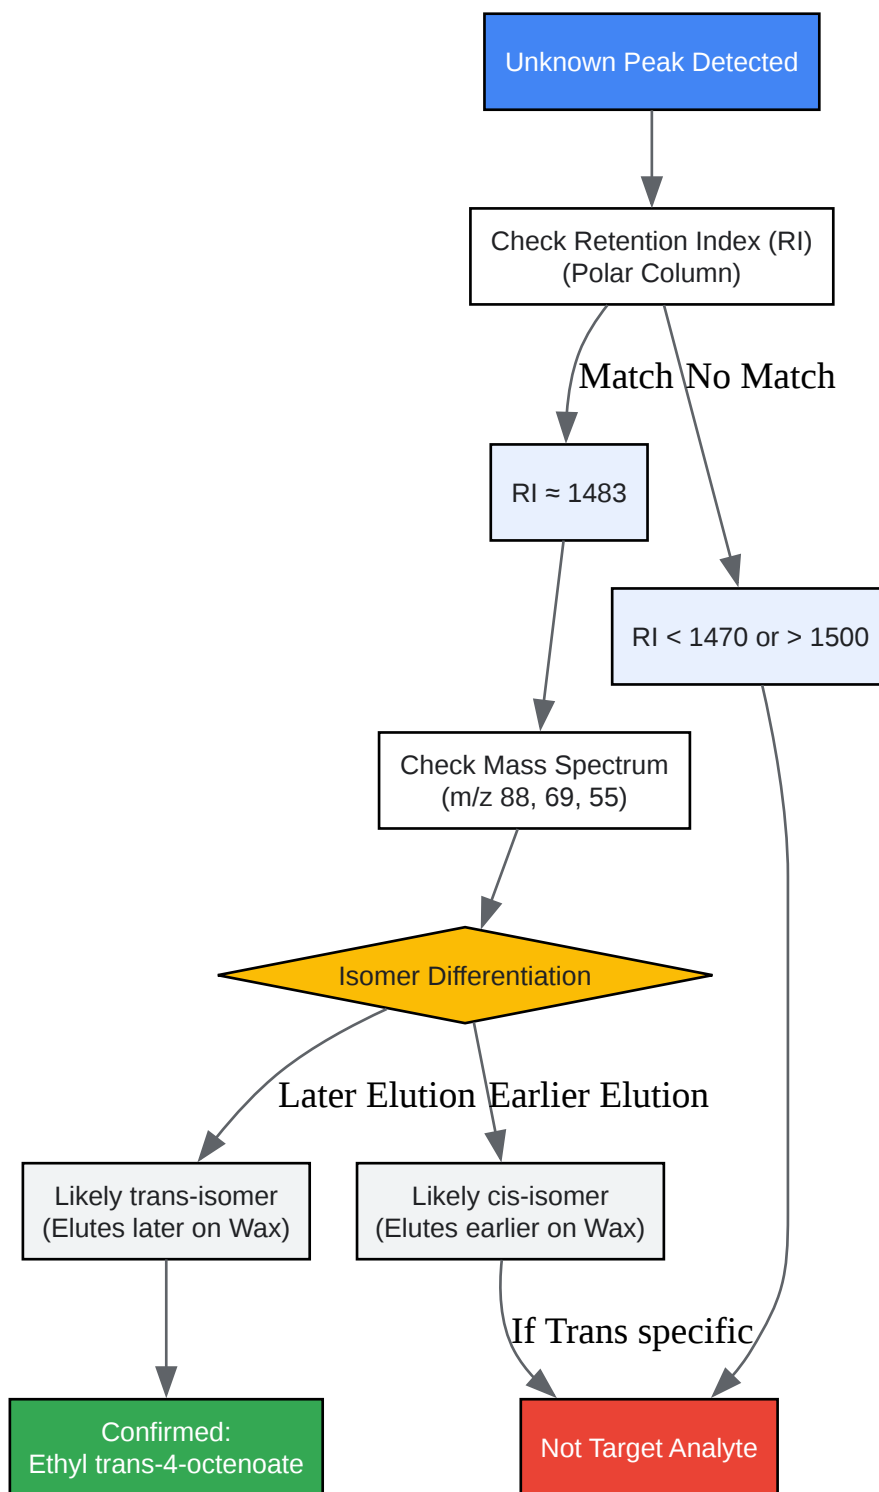 Unknown Peak Detected
Check Retention Index (RI)
(Polar Column)
Match
No Match
RI ≈ 1483
RI < 1470 or > 1500
Check Mass Spectrum
(m/z 88, 69, 55)
Isomer Differentiation
Later Elution
Earlier Elution
Likely trans-isomer
(Elutes later on Wax)
Likely cis-isomer
(Elutes earlier on Wax)
If Trans specific
Confirmed:
Ethyl trans-4-octenoate
Not Target Analyte